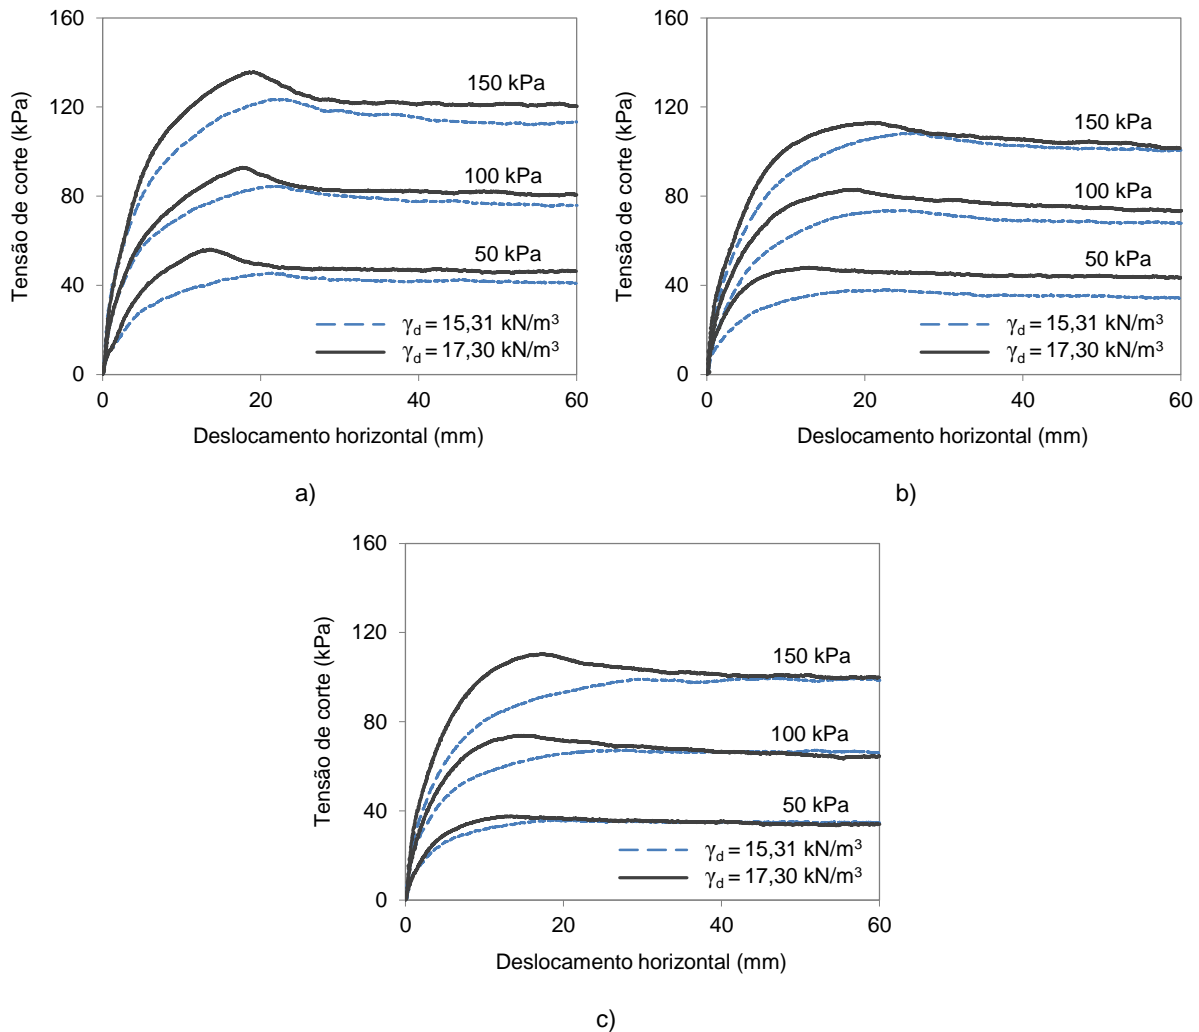 160
120
80
40
0
Tensão de corte (kPa)
150 kPa
100 kPa
50 kPa
γd = 15,31 kN/m³
γd = 17,30 kN/m³
0
20
40
60
Deslocamento horizontal (mm)
a)
160
120
80
40
0
Tensão de corte (kPa)
150 kPa
100 kPa
50 kPa
γd = 15,31 kN/m³
γd = 17,30 kN/m³
0
20
40
60
Deslocamento horizontal (mm)
b)
160
120
80
40
0
Tensão de corte (kPa)
150 kPa
100 kPa
50 kPa
γd = 15,31 kN/m³
γd = 17,30 kN/m³
0
20
40
60
Deslocamento horizontal (mm)
c)